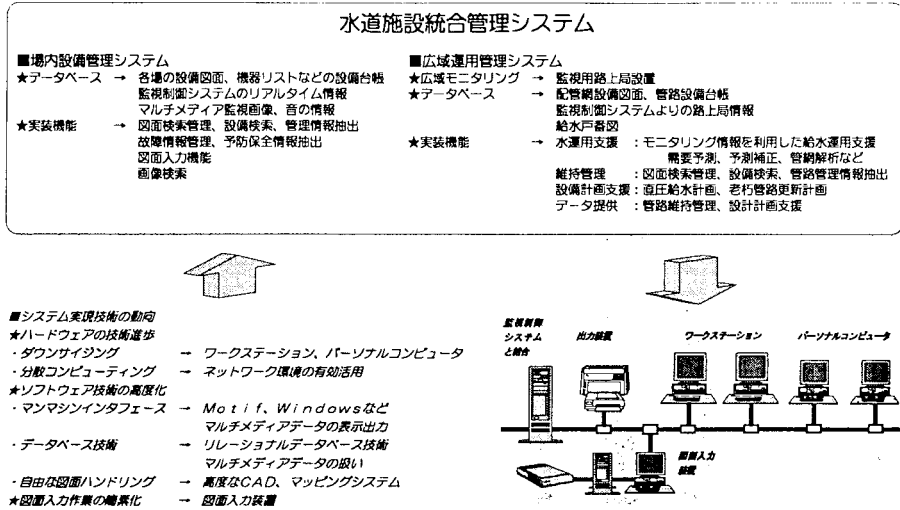 水道施設統合管理システム
■場内設備管理システム
★データベース → 各場の設備図面、機器リストなどの設備台帳
監視制御システムのリアルタイム情報
マルチメディア監視画像、音の情報
★実装機能 → 図面検索管理、設備検索、管理情報抽出
故障情報管理、予防保全情報抽出
図面入力機能
画像検索
■広域運用管理システム
★広域モニタリング → 監視用路上局設置
★データベース → 配管網設備図面、管路設備台帳
監視制御システムよりの路上局情報
給水戸番図
★実装機能 → 水運用支援 :モニタリング情報を利用した給水運用支援
需要予測、予測補正、管網解析など
維持管理 :図面検索管理、設備検索、管路管理情報抽出
設備計画支援:直圧給水計画、老朽管路更新計画
データ提供 :管路維持管理、設計計画支援
■システム実現技術の動向
★ハードウェアの技術進歩
・ダウンサイジング → ワークステーション、パーソナルコンピュータ
・分散コンピューティング → ネットワーク環境の有効活用
★ソフトウェア技術の高度化
・マンマシンインタフェース → Motif、Windowsなど
マルチメディアデータの表示出力
・データベース技術 → リレーショナルデータベース技術
マルチメディアデータの扱い
・自由な図面ハンドリング → 高度なCAD、マッピングシステム
★図面入力作業の簡素化 → 図面入力装置
監視制御
システム
と結合
出力装置
ワークステーション
パーソナルコンピュータ
図面入力
装置